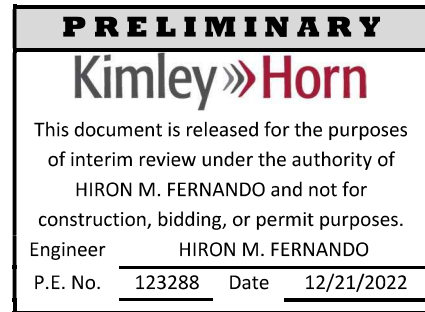 PRELIMINARY
Kimley»Horn
This document is released for the purposes
of interim review under the authority of
HIRON M. FERNANDO and not for
construction, bidding, or permit purposes.
Engineer HIRON M. FERNANDO
P.E. No. 123288 Date 12/21/2022